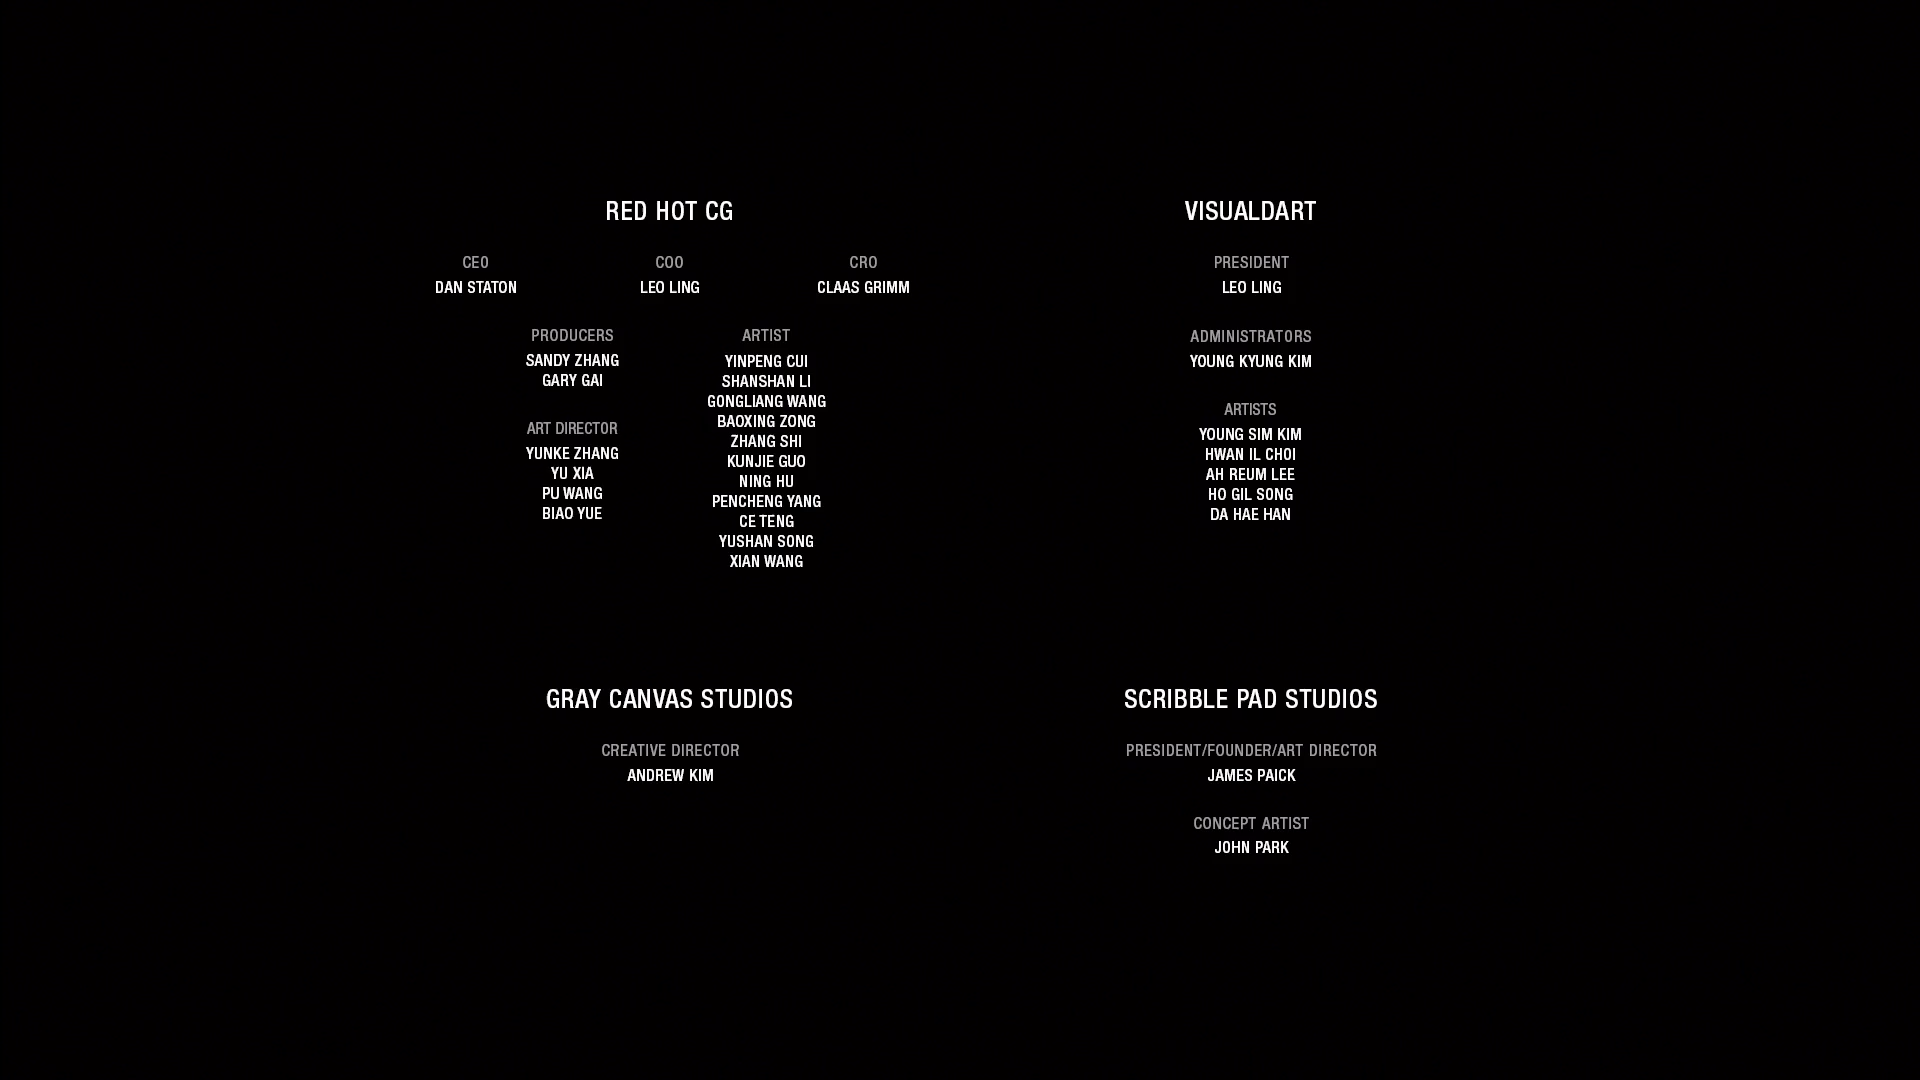 RED HOT CG
CEO
DAN STATON
COO
LEO LING
CRO
CLAAS GRIMM
PRODUCERS
SANDY ZHANG
GARY GAI
ART DIRECTOR
YUNKE ZHANG
YU XIA
PU WANG
BIAO YUE
ARTIST
YINPENG CUI
SHANSHAN LI
GONGLIANG WANG
BAOXING ZONG
ZHANG SHI
KUNJIE GUO
NING HU
PENCHENG YANG
CE TENG
YUSHAN SONG
XIAN WANG
VISUALDART
PRESIDENT
LEO LING
ADMINISTRATORS
YOUNG KYUNG KIM
ARTISTS
YOUNG SIM KIM
HWAN IL CHOI
AH REUM LEE
HO GIL SONG
DA HAE HAN
GRAY CANVAS STUDIOS
CREATIVE DIRECTOR
ANDREW KIM
SCRIBBLE PAD STUDIOS
PRESIDENT/FOUNDER/ART DIRECTOR
JAMES PAICK
CONCEPT ARTIST
JOHN PARK